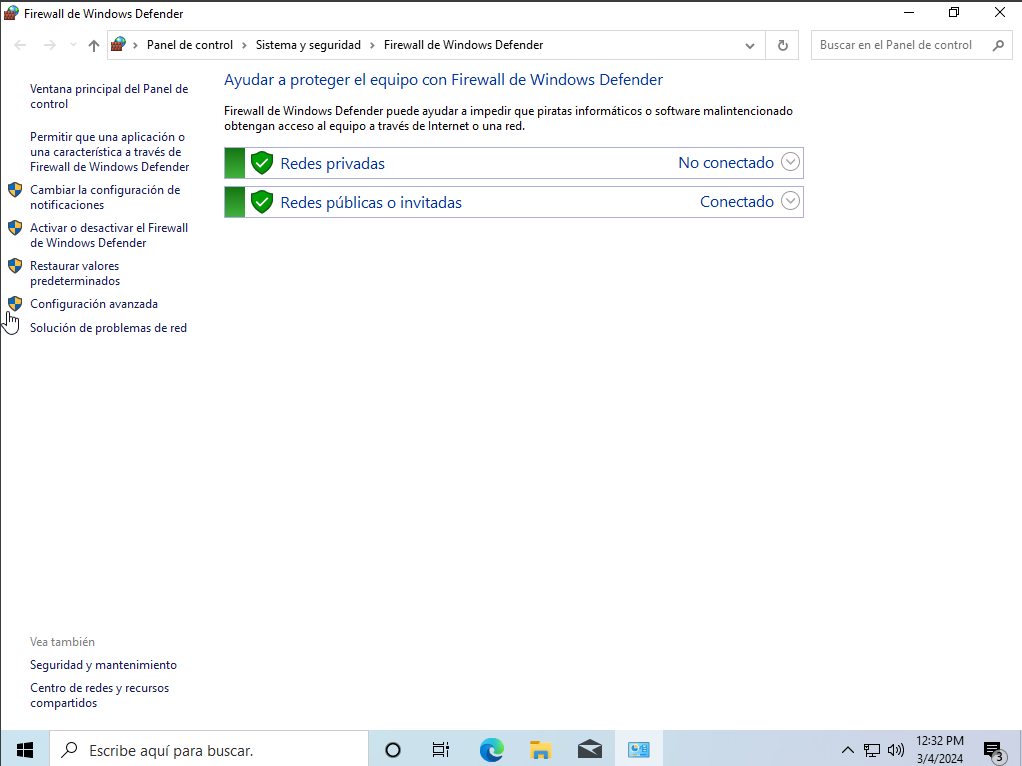 Firewall de Windows Defender
Panel de control
Sistema y seguridad
Firewall de Windows Defender
Buscar en el Panel de control
Ventana principal del Panel de
control
Permitir que una aplicación o
una característica a través de
Firewall de Windows Defender
Cambiar la configuración de
notificaciones
Activar o desactivar el Firewall
de Windows Defender
Restaurar valores
predeterminados
Configuración avanzada
Solución de problemas de red
Ayudar a proteger el equipo con Firewall de Windows Defender
Firewall de Windows Defender puede ayudar a impedir que piratas informáticos o software malintencionado
obtengan acceso al equipo a través de Internet o una red.
Redes privadas
No conectado
Redes públicas o invitadas
Conectado
Vea también
Seguridad y mantenimiento
Centro de redes y recursos
compartidos
Escribe aquí para buscar.
12:32 PM
3/4/2024
3